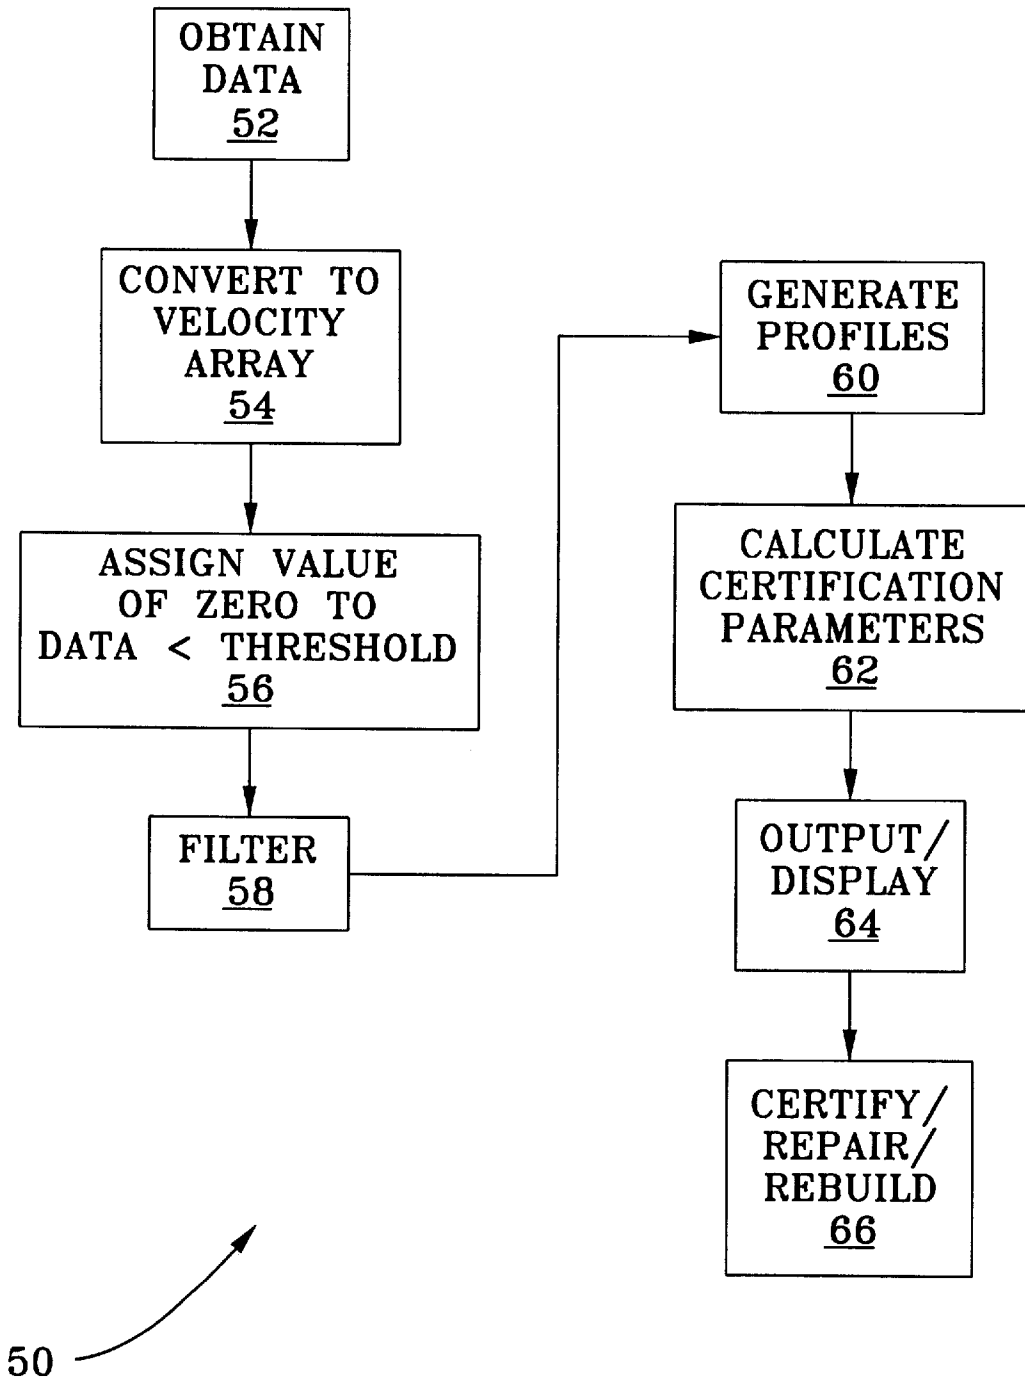 OBTAIN
DATA
52
CONVERT TO
VELOCITY
ARRAY
54
ASSIGN VALUE
OF ZERO TO
DATA < THRESHOLD
56
FILTER
58
GENERATE
PROFILES
60
CALCULATE
CERTIFICATION
PARAMETERS
62
OUTPUT/
DISPLAY
64
CERTIFY/
REPAIR/
REBUILD
66
50